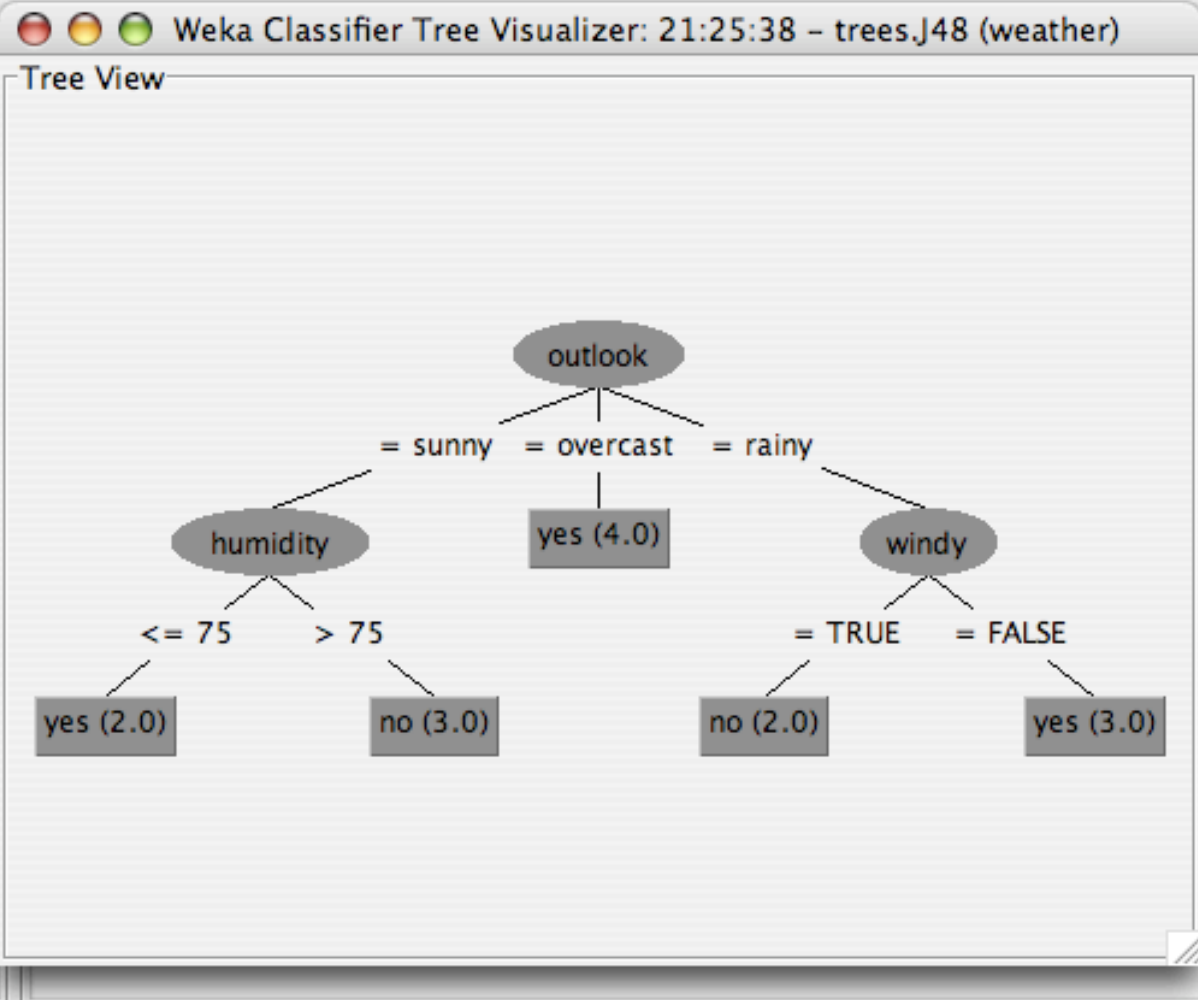 Weka Classifier Tree Visualizer: 21:25:38 – trees.J48 (weather)
Tree View
outlook
= sunny = overcast = rainy
humidity yes (4.0) windy
<= 75 > 75 = TRUE = FALSE
yes (2.0) no (3.0) no (2.0) yes (3.0)